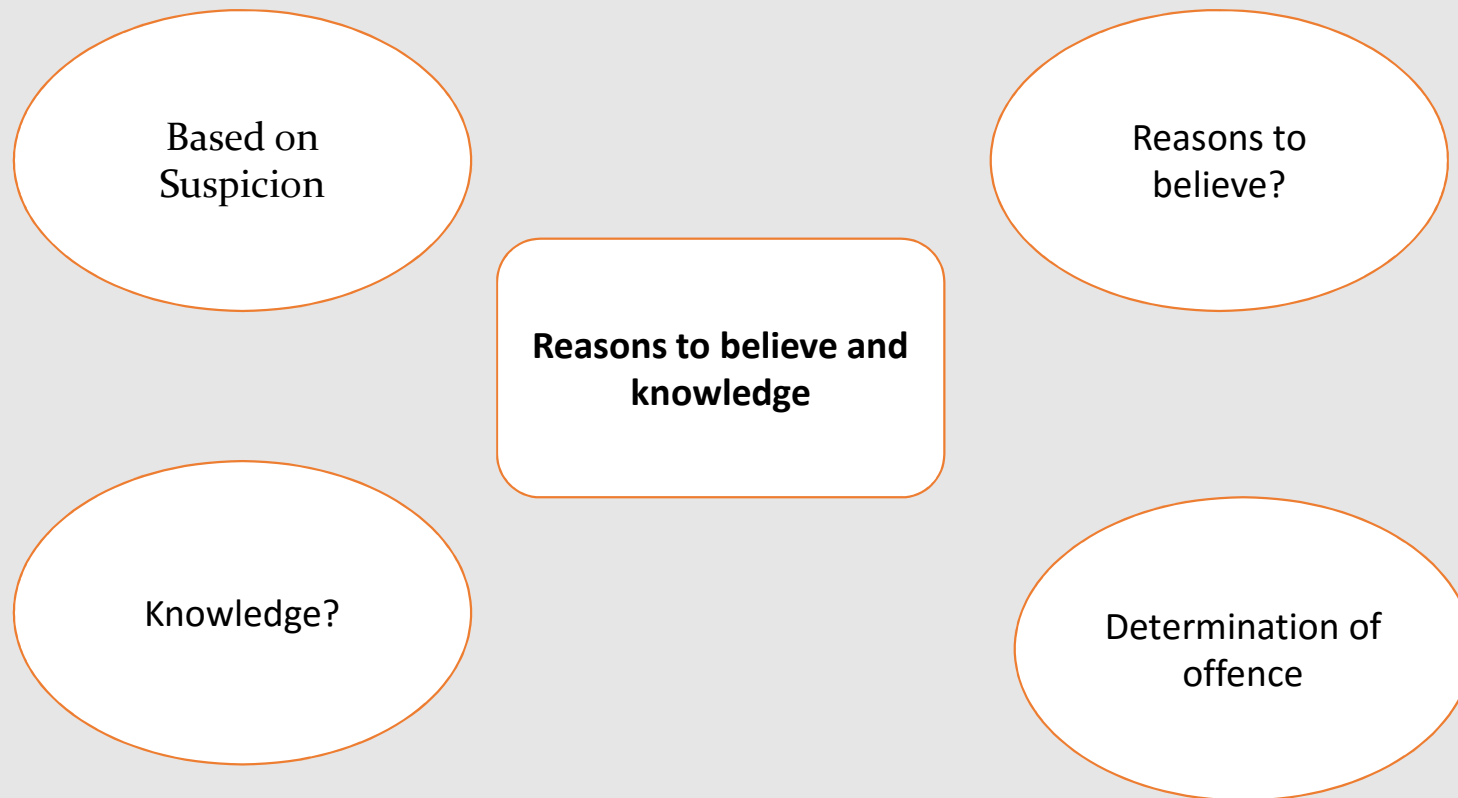 Based on
Suspicion
Reasons to
believe?
Reasons to believe and
knowledge
Knowledge?
Determination of
offence